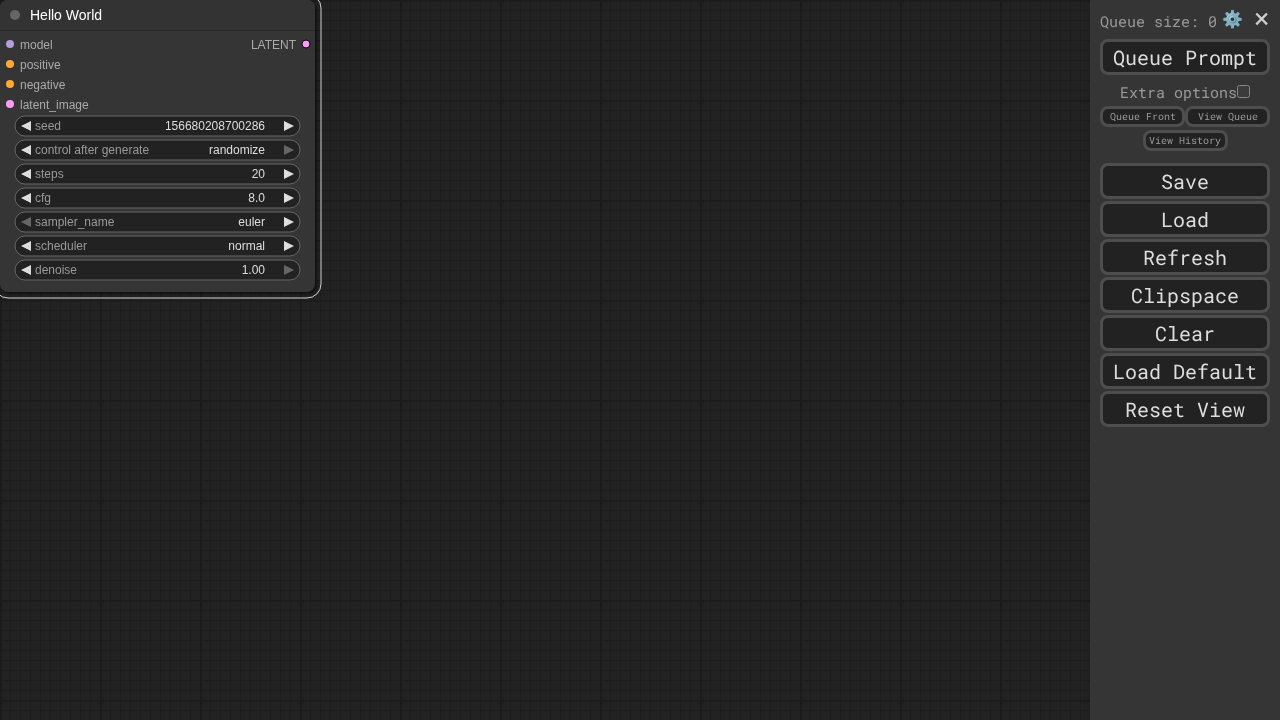 Hello World
model LATENT
positive
negative
latent_image
seed 156680208700286
control after generate randomize
steps 20
cfg 8.0
sampler_name euler
scheduler normal
denoise 1.00
Queue size: 0
Queue Prompt
Extra options
Queue Front View Queue
View History
Save
Load
Refresh
Clipspace
Clear
Load Default
Reset View